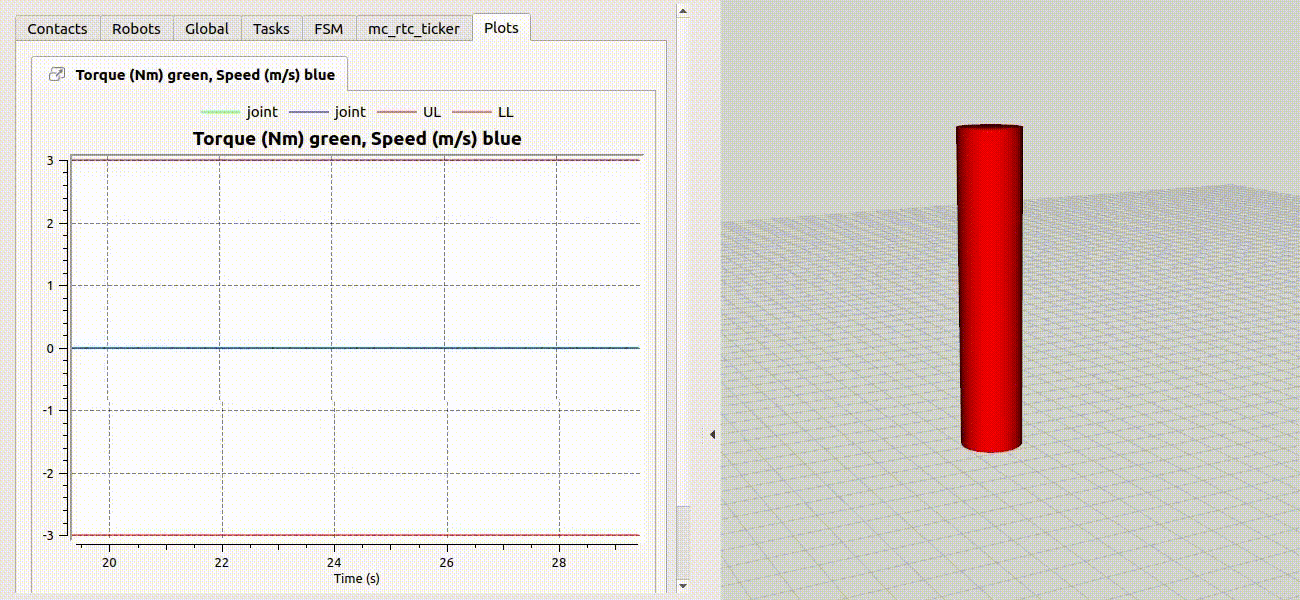 Contacts Robots Global Tasks FSM mc_rtc_ticker Plots
Torque (Nm) green, Speed (m/s) blue
joint joint UL LL
Torque (Nm) green, Speed (m/s) blue
3
2
1
0
-1
-2
-3
20 22 24 26 28
Time (s)